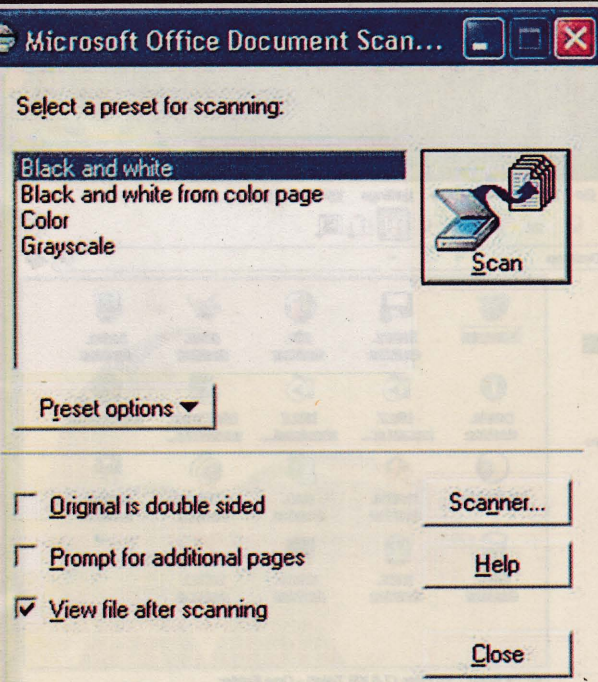 Microsoft Office Document Scan...
Select a preset for scanning:
Black and white
Black and white from color page
Color
Grayscale
Scan
Preset options
Original is double sided
Scanner...
Prompt for additional pages
Help
View file after scanning
Close